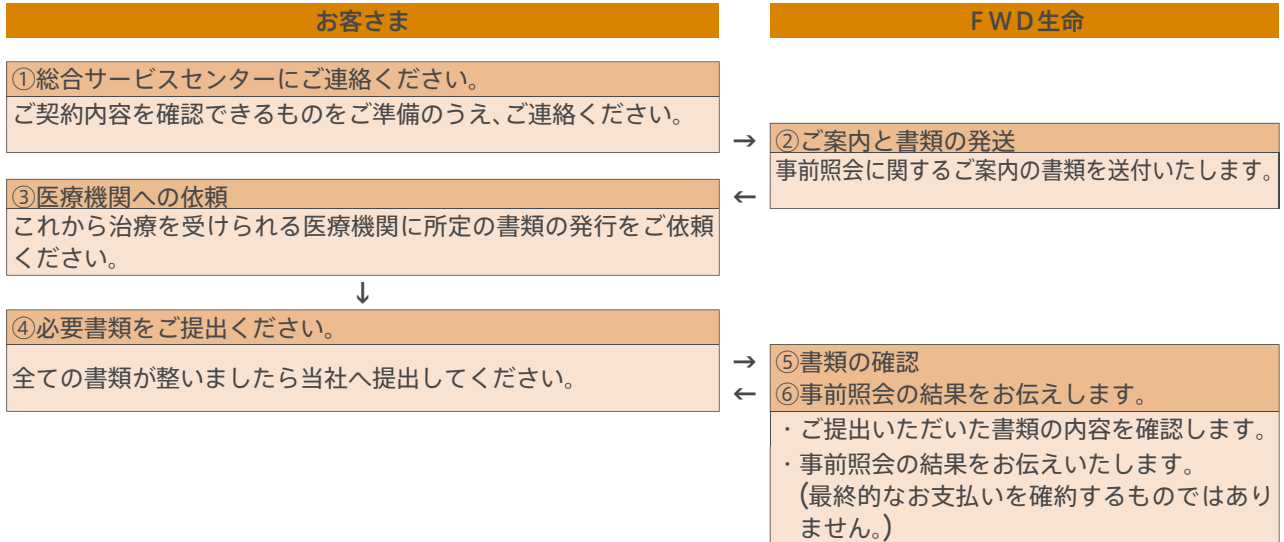 お客さま
ＦＷＤ生命
①総合サービスセンターにご連絡ください。
ご契約内容を確認できるものをご準備のうえ、ご連絡ください。
→
②ご案内と書類の発送
事前照会に関するご案内の書類を送付いたします。
←
③医療機関への依頼
これから治療を受けられる医療機関に所定の書類の発行をご依頼
ください。
↓
④必要書類をご提出ください。
全ての書類が整いましたら当社へ提出してください。
→
⑤書類の確認
←
⑥事前照会の結果をお伝えします。
・ご提出いただいた書類の内容を確認します。
・事前照会の結果をお伝えいたします。
(最終的なお支払いを確約するものではあり
ません。)